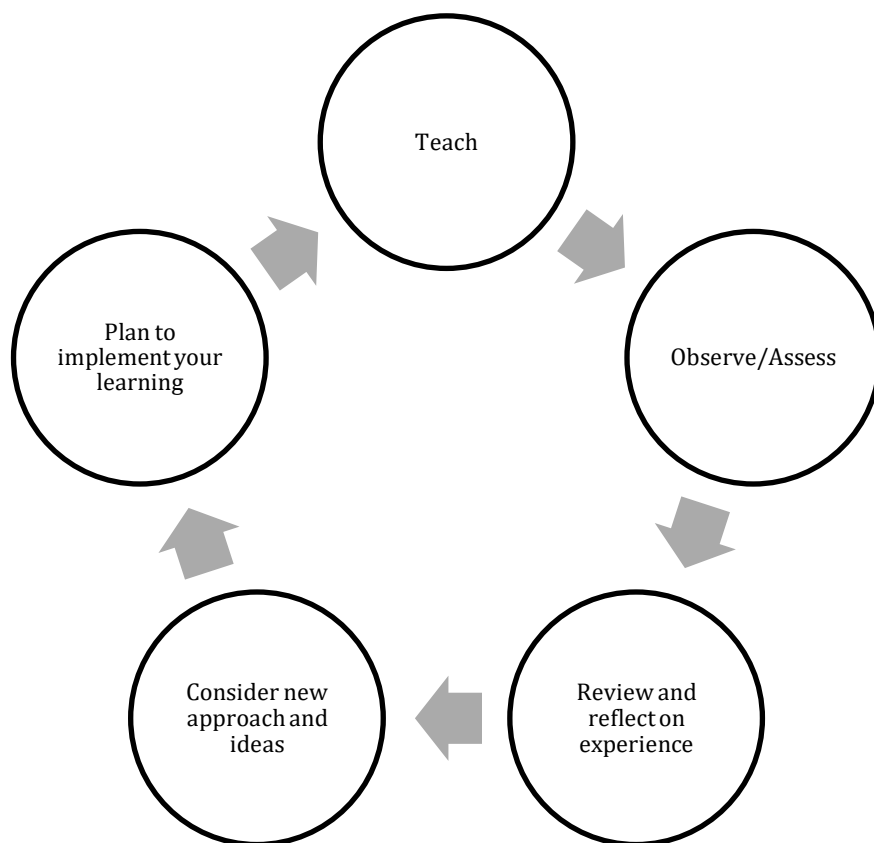 Teach
Observe/Assess
Review and
reflect on
experience
Consider new
approach and
ideas
Plan to
implement your
learning